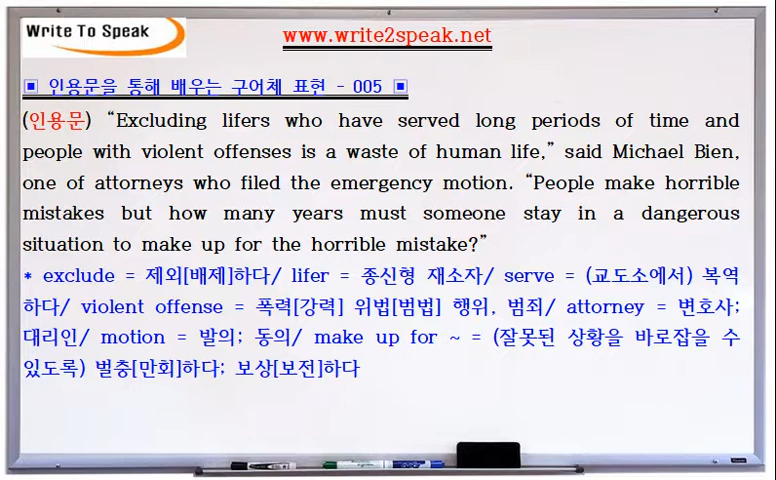 Write To Speak
www.write2speak.net
▣ 인용문을 통해 배우는 구어체 표현 - 005 ▣
(인용문) “Excluding lifers who have served long periods of time and
people with violent offenses is a waste of human life,” said Michael Bien,
one of attorneys who filed the emergency motion. “People make horrible
mistakes but how many years must someone stay in a dangerous
situation to make up for the horrible mistake?”
* exclude = 제외[배제]하다/ lifer = 종신형 재소자/ serve = (교도소에서) 복역
하다/ violent offense = 폭력[강력] 위법[범법] 행위, 범죄/ attorney = 변호사;
대리인/ motion = 발의; 동의/ make up for ~ = (잘못된 상황을 바로잡을 수
있도록) 벌충[만회]하다; 보상[보전]하다